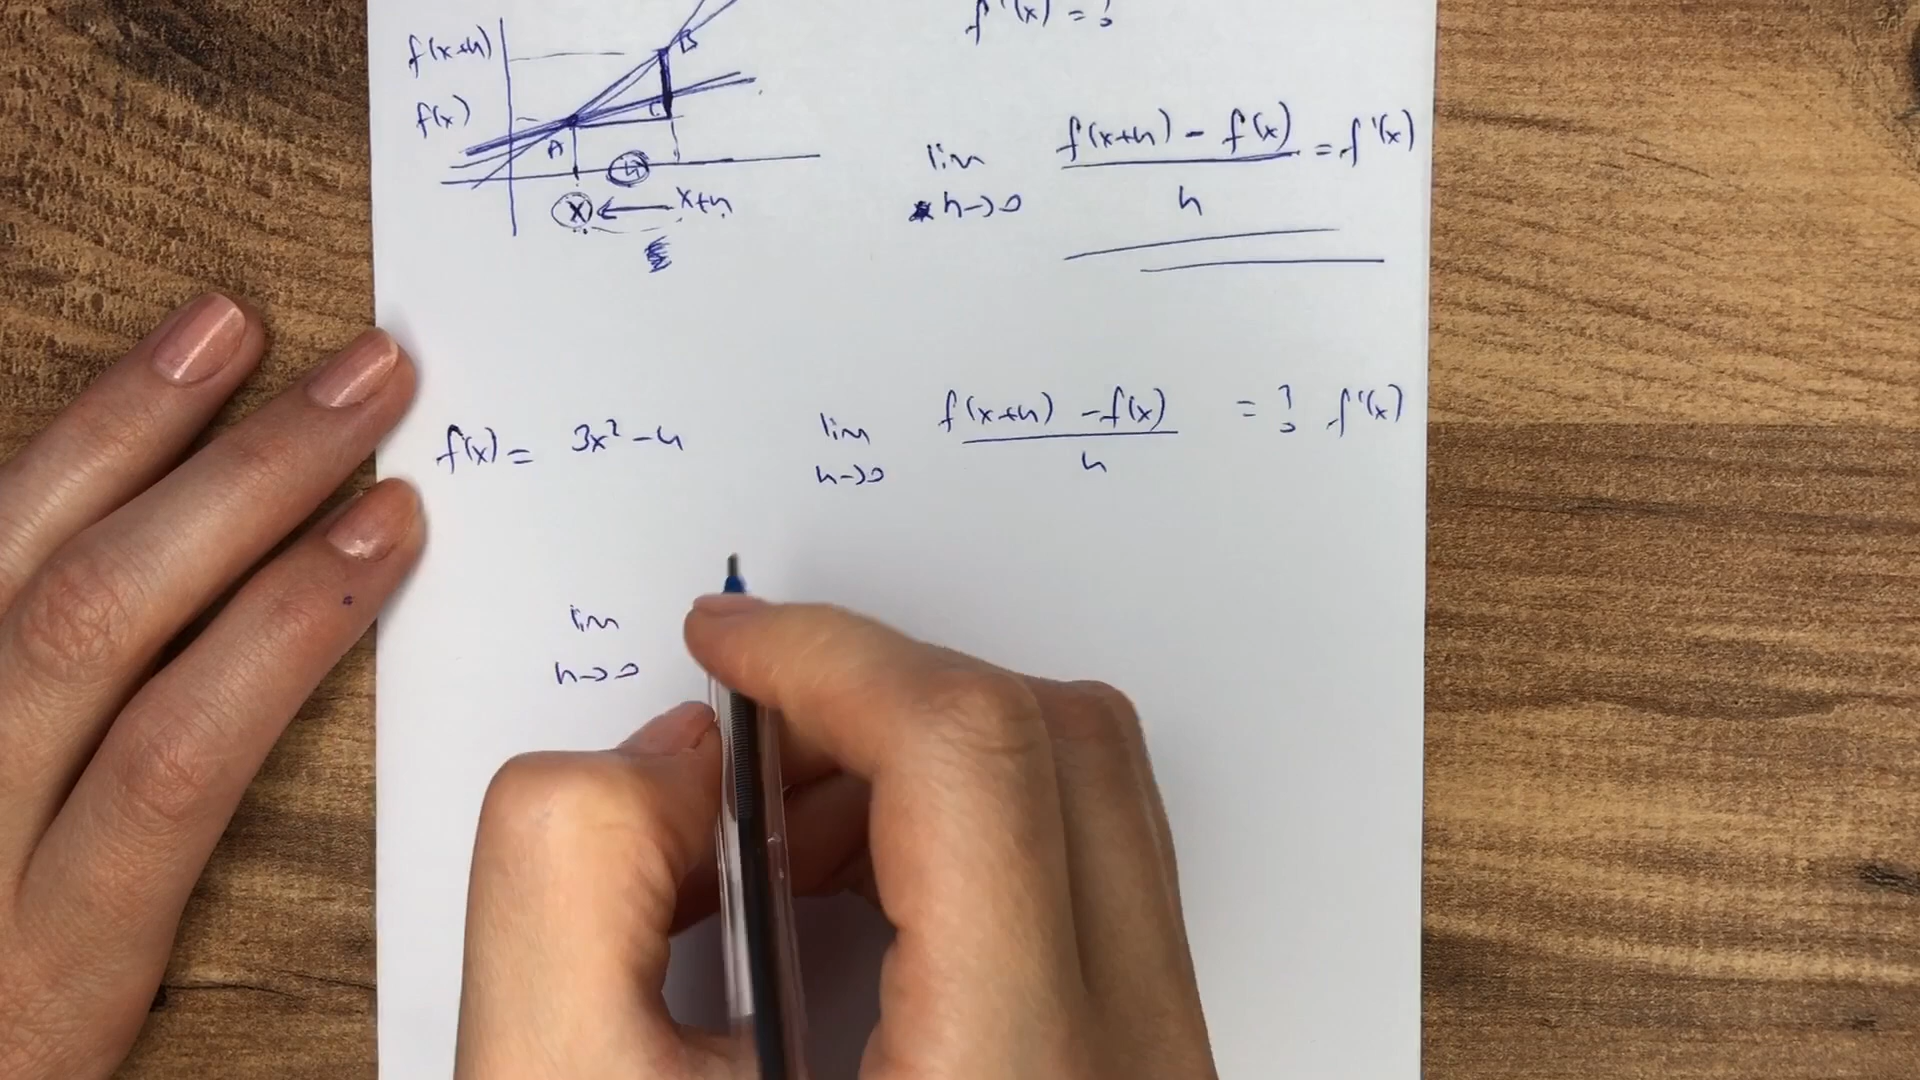 f'(x) = ?
f(x+h)
B
f(x)
C
A
h
x ← x+h
lim f(x+h) - f(x) = f'(x)
h→0 h
f(x) = 3x² - 4
lim f(x+h) - f(x) = ? f'(x)
h→0 h
lim
h→0